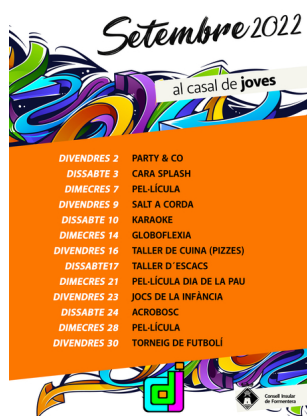 Setembre 2022
al casal de joves
DIVENDRES 2 PARTY & CO
DISSABTE 3 CARA SPLASH
DIMECRES 7 PEL·LÍCULA
DIVENDRES 9 SALT A CORDA
DISSABTE 10 KARAOKE
DIMECRES 14 GLOBOFLEXIA
DIVENDRES 16 TALLER DE CUINA (PIZZES)
DISSABTE17 TALLER D´ESCACS
DIMECRES 21 PEL·LÍCULA DIA DE LA PAU
DIVENDRES 23 JOCS DE LA INFÀNCIA
DISSABTE 24 ACROBOSC
DIMECRES 28 PEL·LÍCULA
DIVENDRES 30 TORNEIG DE FUTBOLÍ
Consell Insular
de Formentera